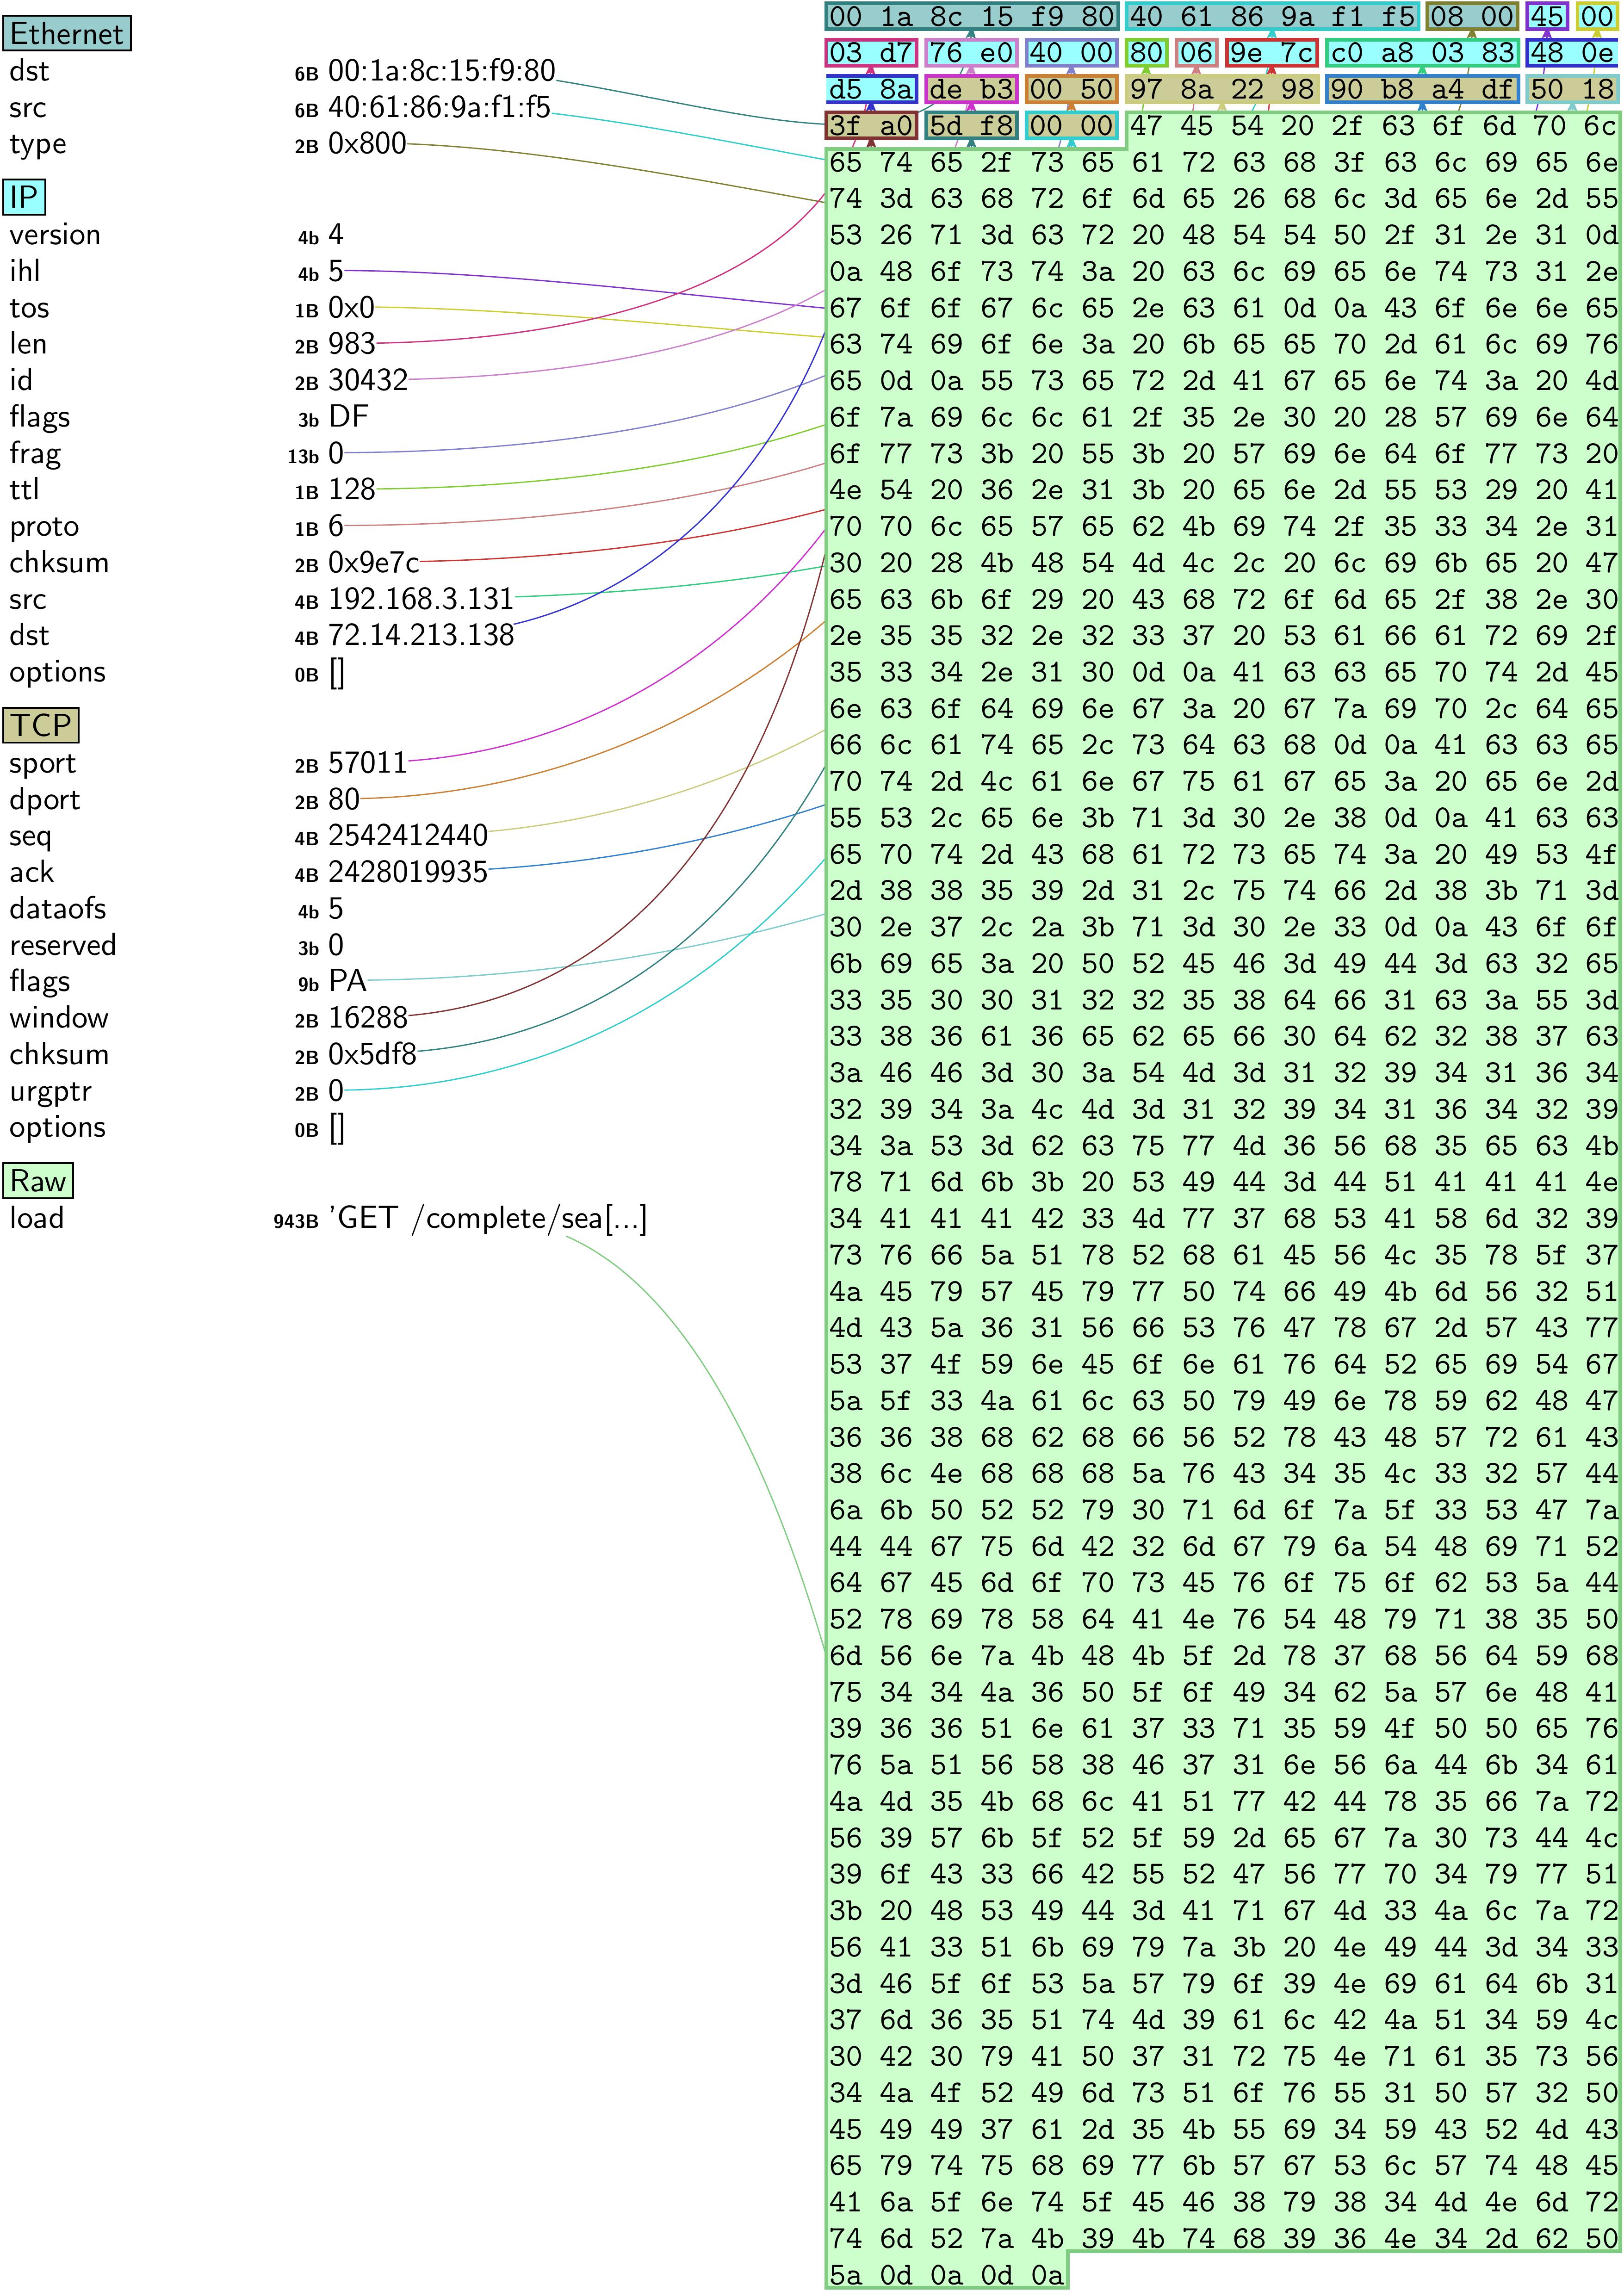 Ethernet
dst 6B 00:1a:8c:15:f9:80
src 6B 40:61:86:9a:f1:f5
type 2B 0x800
IP
version 4b 4
ihl 4b 5
tos 1B 0x0
len 2B 983
id 2B 30432
flags 3b DF
frag 13b 0
ttl 1B 128
proto 1B 6
chksum 2B 0x9e7c
src 4B 192.168.3.131
dst 4B 72.14.213.138
options 0B []
TCP
sport 2B 57011
dport 2B 80
seq 4B 2542412440
ack 4B 2428019935
dataofs 4b 5
reserved 3b 0
flags 9b PA
window 2B 16288
chksum 2B 0x5df8
urgptr 2B 0
options 0B []
Raw
load 943B 'GET /complete/sea[...]
00 1a 8c 15 f9 80 40 61 86 9a f1 f5 08 00 45 00
03 d7 76 e0 40 00 80 06 9e 7c c0 a8 03 83 48 0e
d5 8a de b3 00 50 97 8a 22 98 90 b8 a4 df 50 18
3f a0 5d f8 00 00 47 45 54 20 2f 63 6f 6d 70 6c
65 74 65 2f 73 65 61 72 63 68 3f 63 6c 69 65 6e
74 3d 63 68 72 6f 6d 65 26 68 6c 3d 65 6e 2d 55
53 26 71 3d 63 72 20 48 54 54 50 2f 31 2e 31 0d
0a 48 6f 73 74 3a 20 63 6c 69 65 6e 74 73 31 2e
67 6f 6f 67 6c 65 2e 63 61 0d 0a 43 6f 6e 6e 65
63 74 69 6f 6e 3a 20 6b 65 65 70 2d 61 6c 69 76
65 0d 0a 55 73 65 72 2d 41 67 65 6e 74 3a 20 4d
6f 7a 69 6c 6c 61 2f 35 2e 30 20 28 57 69 6e 64
6f 77 73 3b 20 55 3b 20 57 69 6e 64 6f 77 73 20
4e 54 20 36 2e 31 3b 20 65 6e 2d 55 53 29 20 41
70 70 6c 65 57 65 62 4b 69 74 2f 35 33 34 2e 31
30 20 28 4b 48 54 4d 4c 2c 20 6c 69 6b 65 20 47
65 63 6b 6f 29 20 43 68 72 6f 6d 65 2f 38 2e 30
2e 35 35 32 2e 32 33 37 20 53 61 66 61 72 69 2f
35 33 34 2e 31 30 0d 0a 41 63 63 65 70 74 2d 45
6e 63 6f 64 69 6e 67 3a 20 67 7a 69 70 2c 64 65
66 6c 61 74 65 2c 73 64 63 68 0d 0a 41 63 63 65
70 74 2d 4c 61 6e 67 75 61 67 65 3a 20 65 6e 2d
55 53 2c 65 6e 3b 71 3d 30 2e 38 0d 0a 41 63 63
65 70 74 2d 43 68 61 72 73 65 74 3a 20 49 53 4f
2d 38 38 35 39 2d 31 2c 75 74 66 2d 38 3b 71 3d
30 2e 37 2c 2a 3b 71 3d 30 2e 33 0d 0a 43 6f 6f
6b 69 65 3a 20 50 52 45 46 3d 49 44 3d 63 32 65
33 35 30 30 31 32 32 35 38 64 66 31 63 3a 55 3d
33 38 36 61 36 65 62 65 66 30 64 62 32 38 37 63
3a 46 46 3d 30 3a 54 4d 3d 31 32 39 34 31 36 34
32 39 34 3a 4c 4d 3d 31 32 39 34 31 36 34 32 39
34 3a 53 3d 62 63 75 77 4d 36 56 68 35 65 63 4b
78 71 6d 6b 3b 20 53 49 44 3d 44 51 41 41 41 4e
34 41 41 41 42 33 4d 77 37 68 53 41 58 6d 32 39
73 76 66 5a 51 78 52 68 61 45 56 4c 35 78 5f 37
4a 45 79 57 45 79 77 50 74 66 49 4b 6d 56 32 51
4d 43 5a 36 31 56 66 53 76 47 78 67 2d 57 43 77
53 37 4f 59 6e 45 6f 6e 61 76 64 52 65 69 54 67
5a 5f 33 4a 61 6c 63 50 79 49 6e 78 59 62 48 47
36 36 38 68 62 68 66 56 52 78 43 48 57 72 61 43
38 6c 4e 68 68 68 5a 76 43 34 35 4c 33 32 57 44
6a 6b 50 52 52 79 30 71 6d 6f 7a 5f 33 53 47 7a
44 44 67 75 6d 42 32 6d 67 79 6a 54 48 69 71 52
64 67 45 6d 6f 70 73 45 76 6f 75 6f 62 53 5a 44
52 78 69 78 58 64 41 4e 76 54 48 79 71 38 35 50
6d 56 6e 7a 4b 48 4b 5f 2d 78 37 68 56 64 59 68
75 34 34 4a 36 50 5f 6f 49 34 62 5a 57 6e 48 41
39 36 36 51 6e 61 37 33 71 35 59 4f 50 50 65 76
76 5a 51 56 58 38 46 37 31 6e 56 6a 44 6b 34 61
4a 4d 35 4b 68 6c 41 51 77 42 44 78 35 66 7a 72
56 39 57 6b 5f 52 5f 59 2d 65 67 7a 30 73 44 4c
39 6f 43 33 66 42 55 52 47 56 77 70 34 79 77 51
3b 20 48 53 49 44 3d 41 71 67 4d 33 4a 6c 7a 72
56 41 33 51 6b 69 79 7a 3b 20 4e 49 44 3d 34 33
3d 46 5f 6f 53 5a 57 79 6f 39 4e 69 61 64 6b 31
37 6d 36 35 51 74 4d 39 61 6c 42 4a 51 34 59 4c
30 42 30 79 41 50 37 31 72 75 4e 71 61 35 73 56
34 4a 4f 52 49 6d 73 51 6f 76 55 31 50 57 32 50
45 49 49 37 61 2d 35 4b 55 69 34 59 43 52 4d 43
65 79 74 75 68 69 77 6b 57 67 53 6c 57 74 48 45
41 6a 5f 6e 74 5f 45 46 38 79 38 34 4d 4e 6d 72
74 6d 52 7a 4b 39 4b 74 68 39 36 4e 34 2d 62 50
5a 0d 0a 0d 0a